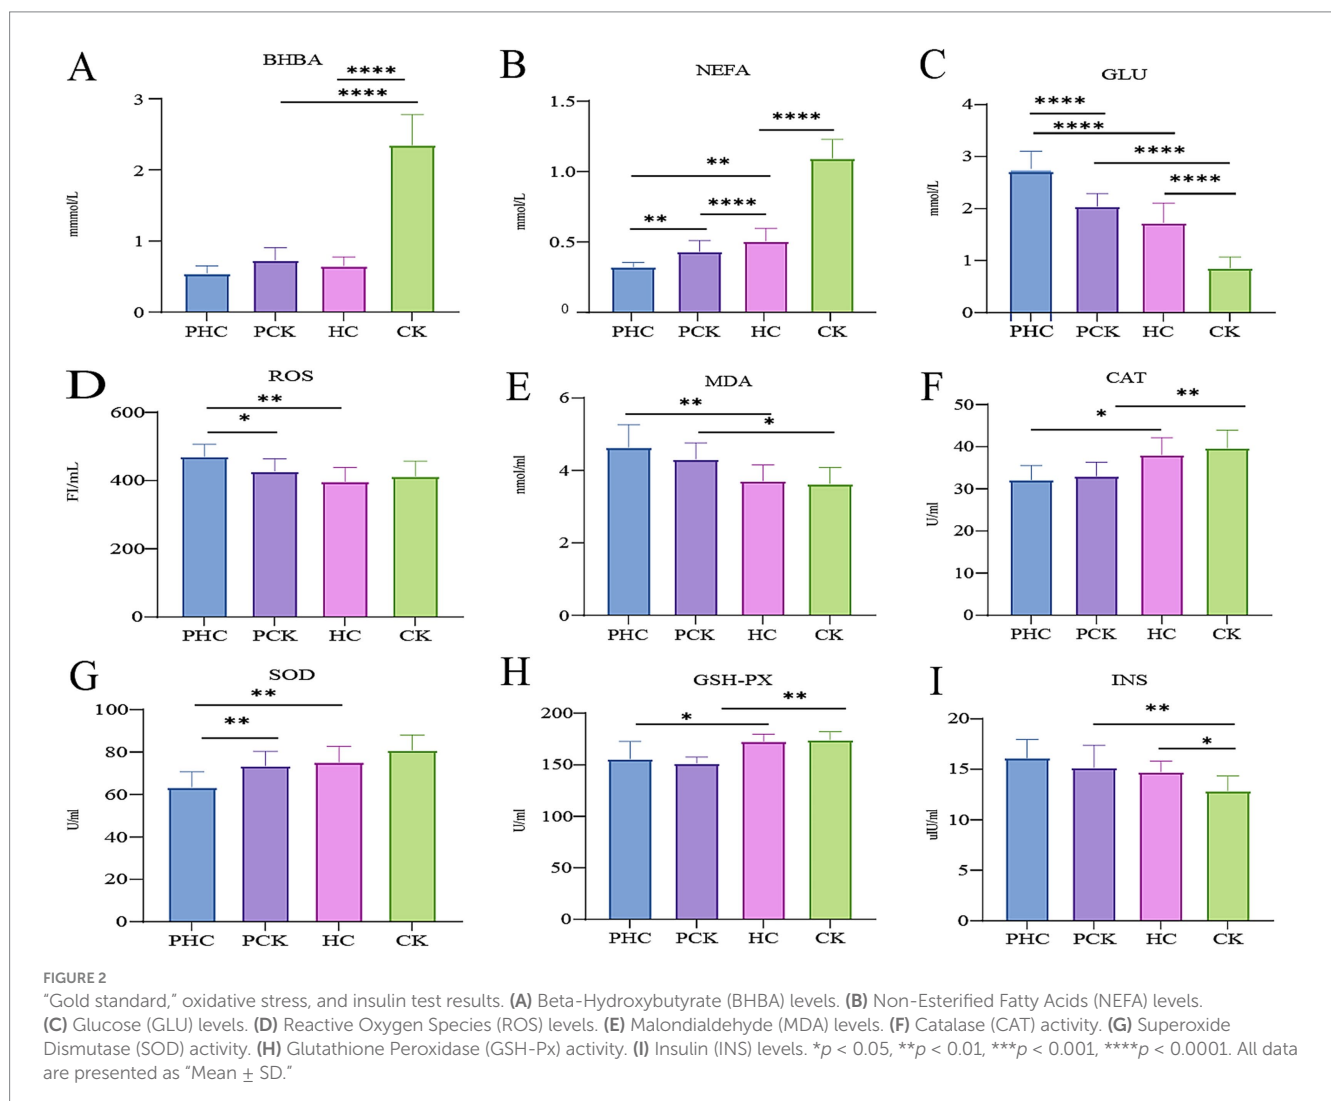 A
BHBA
****
****
3
2
1
0
mmmol/L
PHC PCK HC CK
B
NEFA
****
**
****
**
1.5
1.0
0.5
0
mmol/L
PHC PCK HC CK
C
GLU
****
****
****
****
4
3
2
1
0
mmol/L
PHC PCK HC CK
D
ROS
**
*
600
400
200
0
FI/mL
PHC PCK HC CK
E
MDA
**
*
6
4
2
0
nmol/ml
PHC PCK HC CK
F
CAT
**
*
50
40
30
20
10
0
U/ml
PHC PCK HC CK
G
SOD
**
**
100
80
60
40
20
0
U/ml
PHC PCK HC CK
H
GSH-PX
**
*
200
150
100
50
0
U/ml
PHC PCK HC CK
I
INS
**
*
20
15
10
5
0
uIU/ml
PHC PCK HC CK
FIGURE 2
“Gold standard,” oxidative stress, and insulin test results. (A) Beta-Hydroxybutyrate (BHBA) levels. (B) Non-Esterified Fatty Acids (NEFA) levels.
(C) Glucose (GLU) levels. (D) Reactive Oxygen Species (ROS) levels. (E) Malondialdehyde (MDA) levels. (F) Catalase (CAT) activity. (G) Superoxide
Dismutase (SOD) activity. (H) Glutathione Peroxidase (GSH-Px) activity. (I) Insulin (INS) levels. *p < 0.05, **p < 0.01, ***p < 0.001, ****p < 0.0001. All data
are presented as “Mean ± SD.”